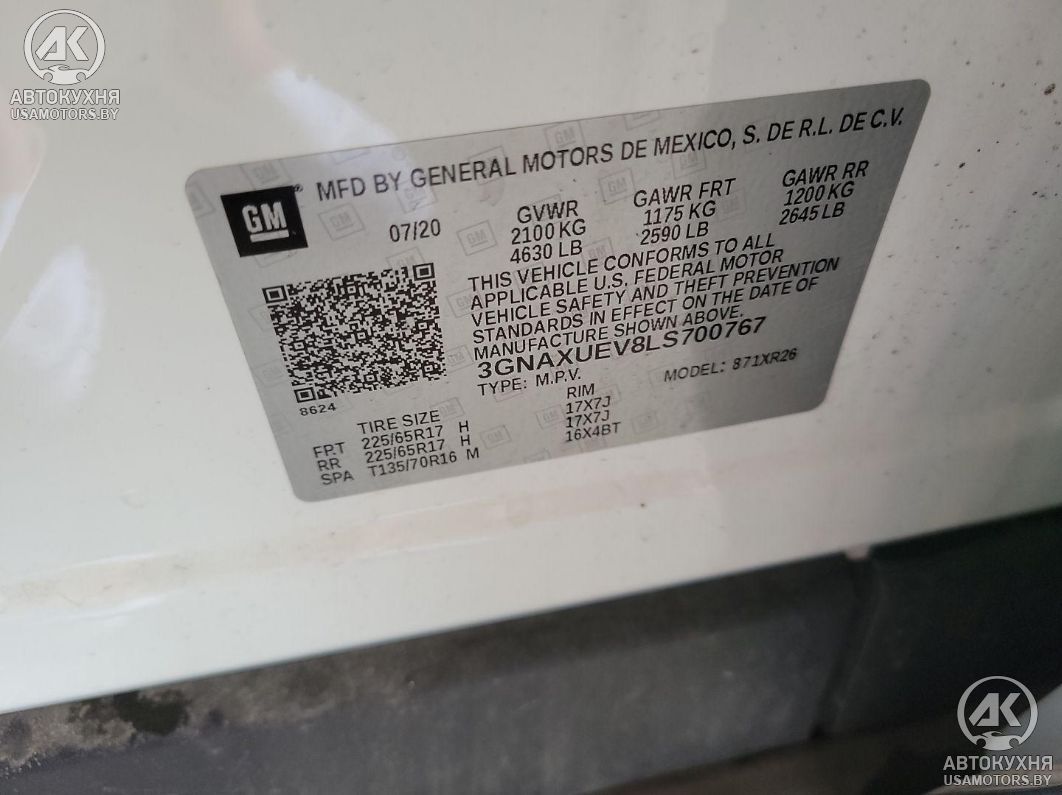 AK
АВТОКУХНЯ
USAMOTORS.BY
GM
MFD BY GENERAL MOTORS DE MEXICO, S. DE R.L. DE C.V.
07/20
GVWR
2100 KG
4630 LB
GAWR FRT
1175 KG
2590 LB
GAWR RR
1200 KG
2645 LB
THIS VEHICLE CONFORMS TO ALL
APPLICABLE U.S. FEDERAL MOTOR
VEHICLE SAFETY AND THEFT PREVENTION
STANDARDS IN EFFECT ON THE DATE OF
MANUFACTURE SHOWN ABOVE.
3GNAXUEV8LS700767
TYPE: M.P.V. MODEL: 871XR26
8624
TIRE SIZE RIM
FRT 225/65R17 H 17X7J
RR 225/65R17 H 17X7J
SPA T135/70R16 M 16X4BT
AK
АВТОКУХНЯ
USAMOTORS.BY